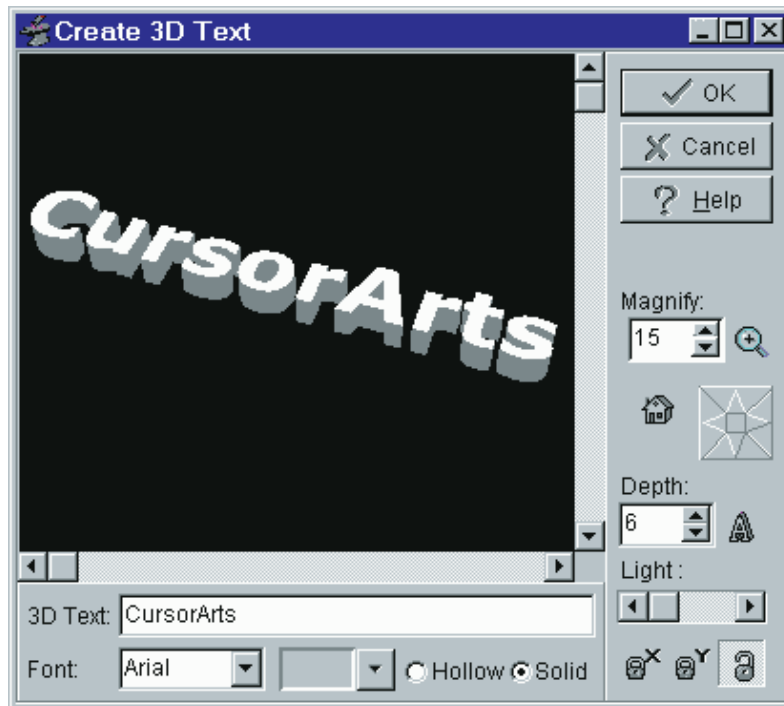 Create 3D Text
OK
Cancel
Help
CursorArts
Magnify:
15
Depth:
6
Light :
3D Text: CursorArts
Font: Arial Hollow Solid
X Y